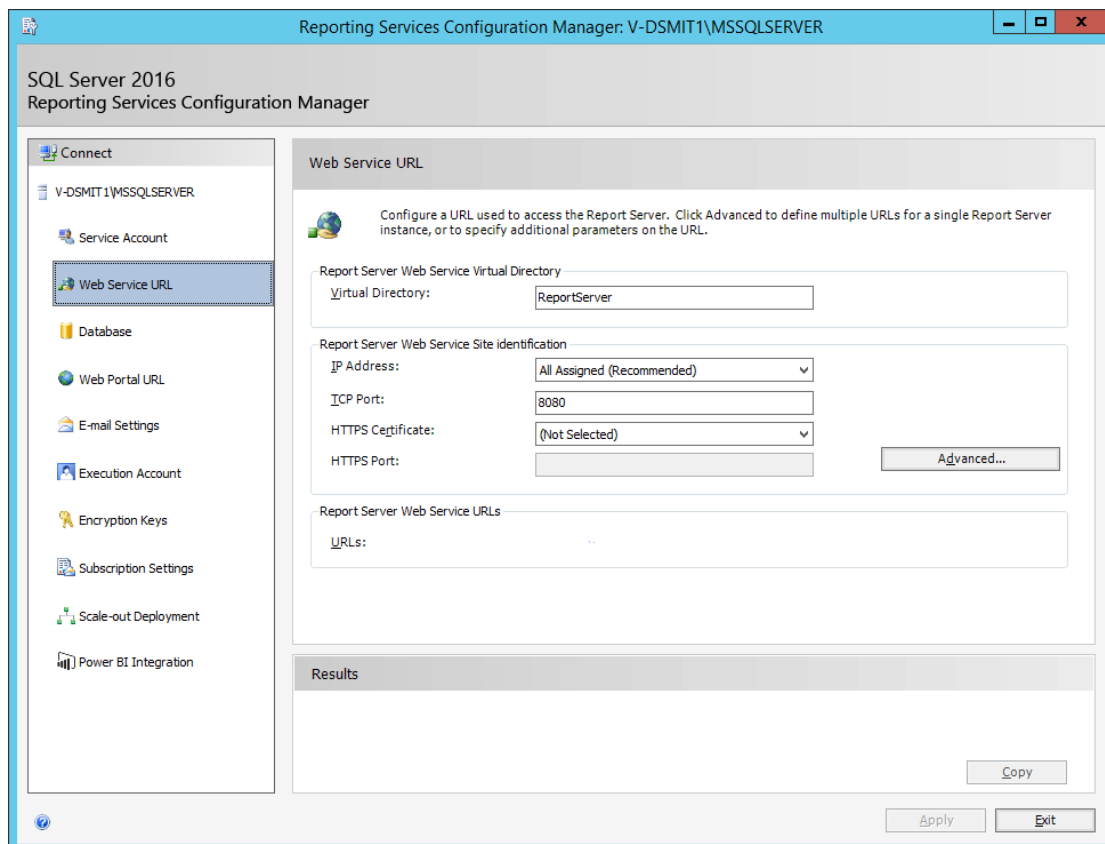 Reporting Services Configuration Manager: V-DSMIT1\MSSQLSERVER
SQL Server 2016
Reporting Services Configuration Manager
Connect
V-DSMIT1\MSSQLSERVER
Service Account
Web Service URL
Database
Web Portal URL
E-mail Settings
Execution Account
Encryption Keys
Subscription Settings
Scale-out Deployment
Power BI Integration
Web Service URL
Configure a URL used to access the Report Server. Click Advanced to define multiple URLs for a single Report Server
instance, or to specify additional parameters on the URL.
Report Server Web Service Virtual Directory
Virtual Directory: ReportServer
Report Server Web Service Site identification
IP Address: All Assigned (Recommended)
TCP Port: 8080
HTTPS Certificate: (Not Selected)
HTTPS Port:
Advanced...
Report Server Web Service URLs
URLs:
Results
Copy
Apply Exit